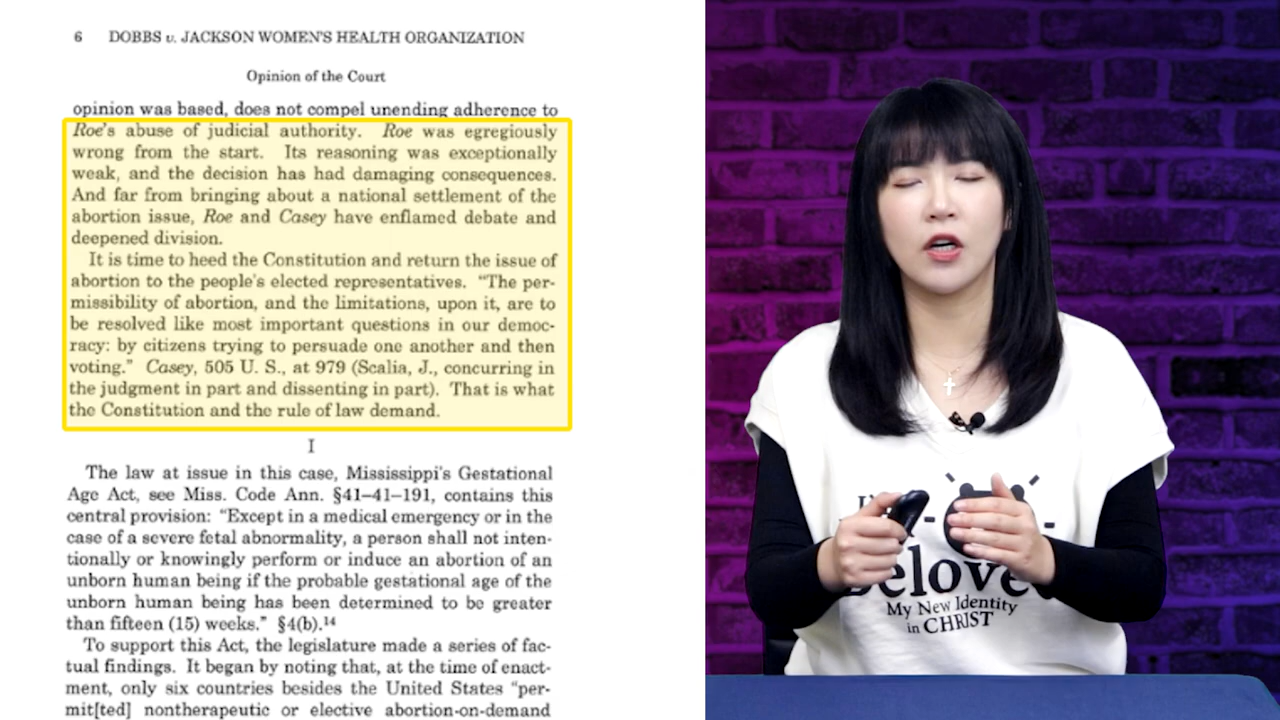 6 DOBBS v. JACKSON WOMEN'S HEALTH ORGANIZATION
Opinion of the Court
opinion was based, does not compel unending adherence to
Roe's abuse of judicial authority. Roe was egregiously
wrong from the start. Its reasoning was exceptionally
weak, and the decision has had damaging consequences.
And far from bringing about a national settlement of the
abortion issue, Roe and Casey have enflamed debate and
deepened division.
It is time to heed the Constitution and return the issue of
abortion to the people's elected representatives. “The per-
missibility of abortion, and the limitations, upon it, are to
be resolved like most important questions in our democ-
racy: by citizens trying to persuade one another and then
voting.” Casey, 505 U. S., at 979 (Scalia, J., concurring in
the judgment in part and dissenting in part). That is what
the Constitution and the rule of law demand.
I
The law at issue in this case, Mississippi's Gestational
Age Act, see Miss. Code Ann. §41–41–191, contains this
central provision: “Except in a medical emergency or in the
case of a severe fetal abnormality, a person shall not inten-
tionally or knowingly perform or induce an abortion of an
unborn human being if the probable gestational age of the
unborn human being has been determined to be greater
than fifteen (15) weeks.” §4(b).14
To support this Act, the legislature made a series of fac-
tual findings. It began by noting that, at the time of enact-
ment, only six countries besides the United States “per-
mit[ted] nontherapeutic or elective abortion-on-demand
My New Identity
in CHRIST